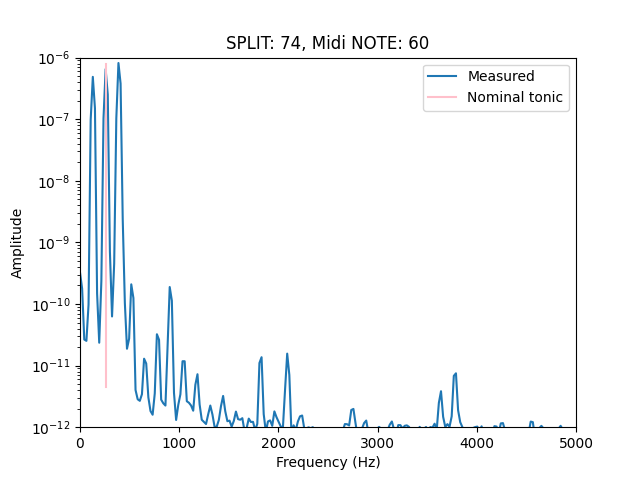 SPLIT: 74, Midi NOTE: 60
Measured
Nominal tonic
Amplitude
10⁻⁶
10⁻⁷
10⁻⁸
10⁻⁹
10⁻¹⁰
10⁻¹¹
10⁻¹²
0 1000 2000 3000 4000 5000
Frequency (Hz)